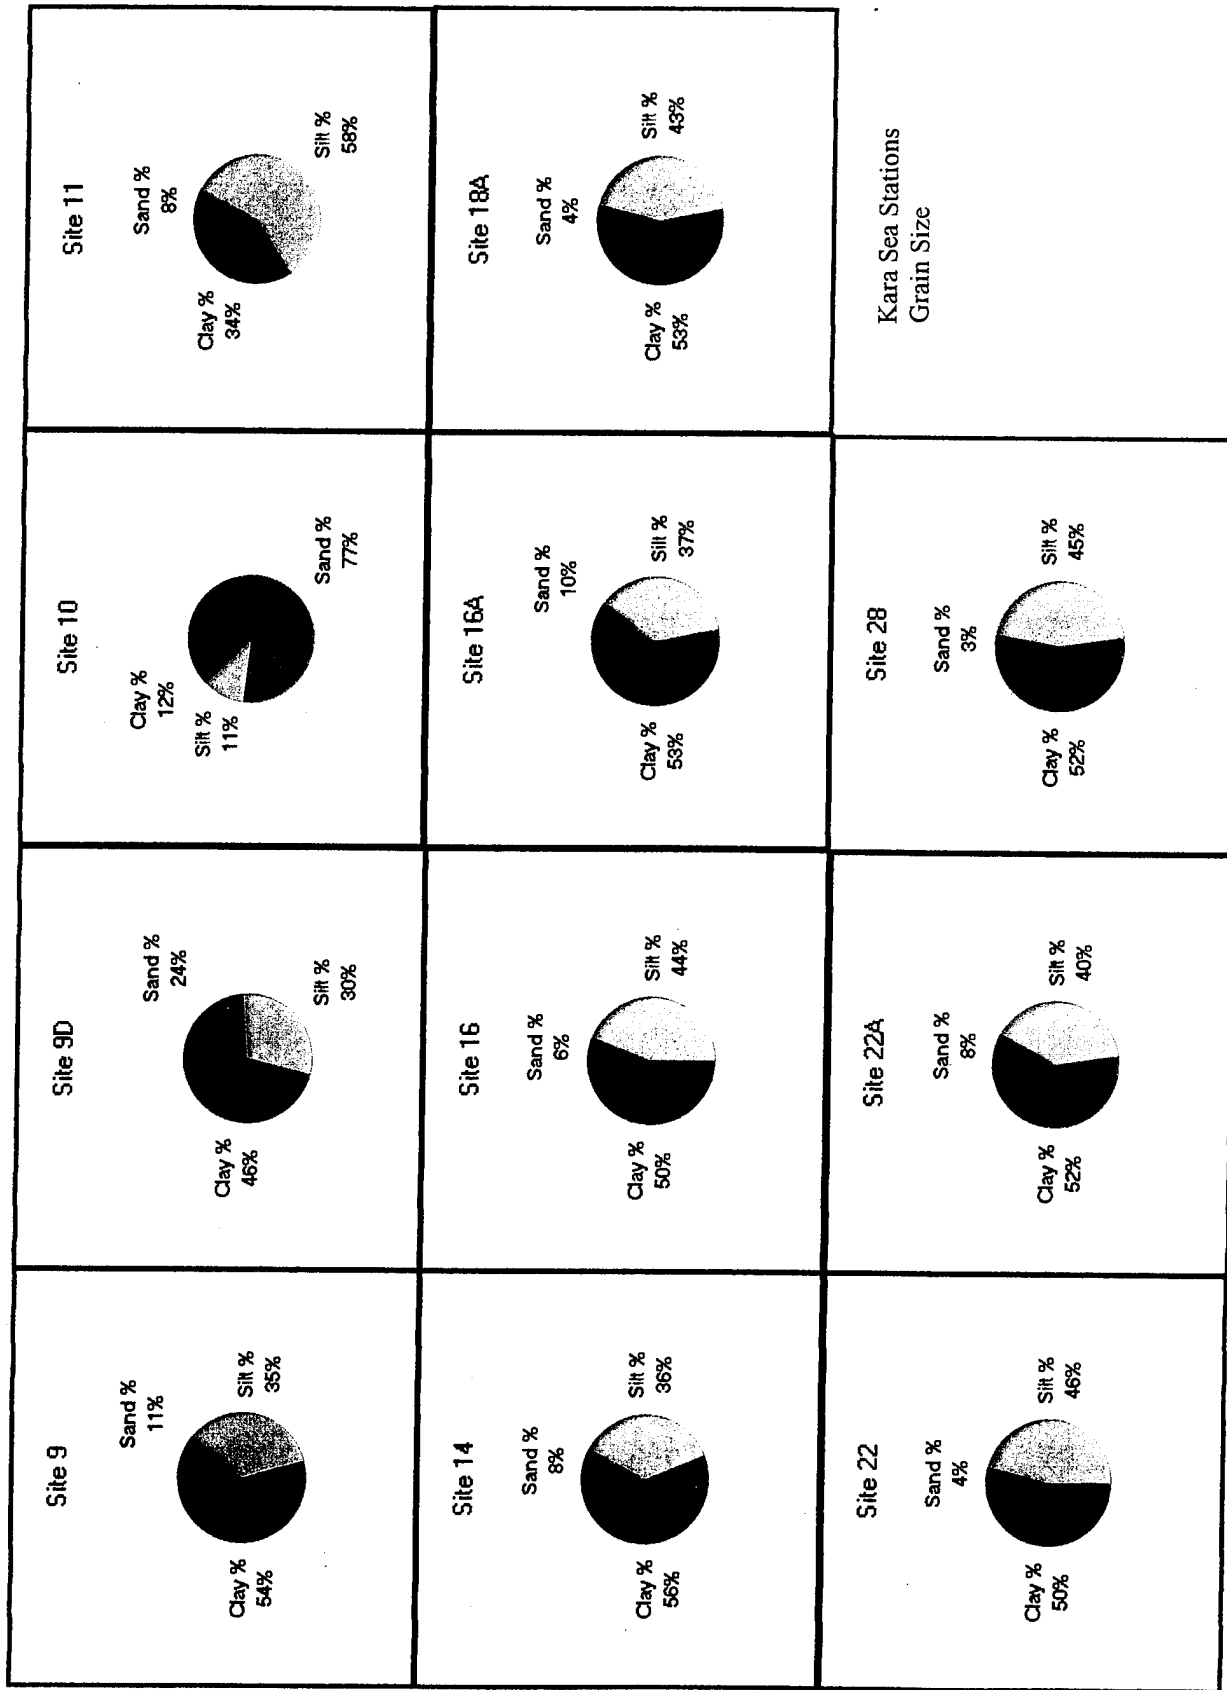 Site 9
Sand %
11%
Silt %
35%
Clay %
54%
Site 9D
Sand %
24%
Silt %
30%
Clay %
46%
Site 10
Clay %
12%
Silt %
11%
Sand %
77%
Site 11
Sand %
8%
Clay %
34%
Silt %
58%
Site 14
Sand %
8%
Silt %
36%
Clay %
56%
Site 16
Sand %
6%
Silt %
44%
Clay %
50%
Site 16A
Sand %
10%
Silt %
37%
Clay %
53%
Site 18A
Sand %
4%
Silt %
43%
Clay %
53%
Site 22
Sand %
4%
Silt %
46%
Clay %
50%
Site 22A
Sand %
8%
Silt %
40%
Clay %
52%
Site 28
Sand %
3%
Silt %
45%
Clay %
52%
Kara Sea Stations
Grain Size